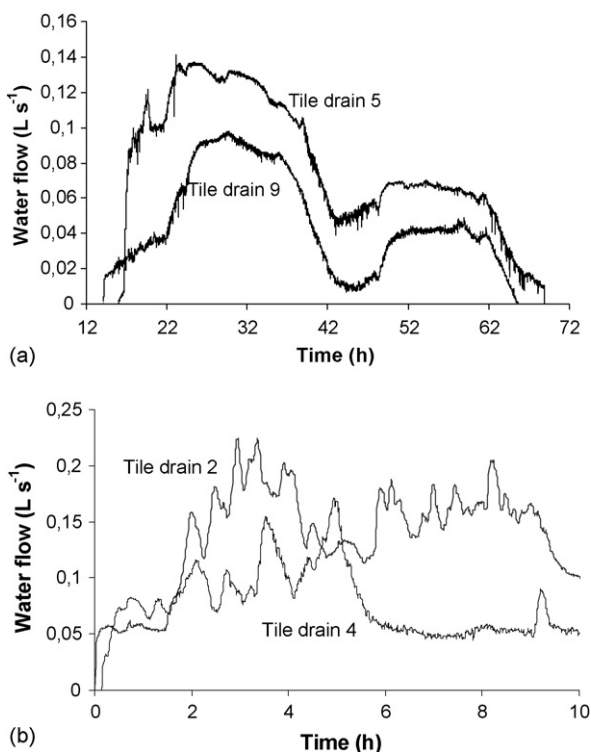 0,16
0,14
0,12
0,1
0,08
0,06
0,04
0,02
0
Water flow (L s⁻¹)
Tile drain 5
Tile drain 9
12 22 32 42 52 62 72
Time (h)
(a)
0,25
0,2
0,15
0,1
0,05
0
Water flow (L s⁻¹)
Tile drain 2
Tile drain 4
0 2 4 6 8 10
Time (h)
(b)